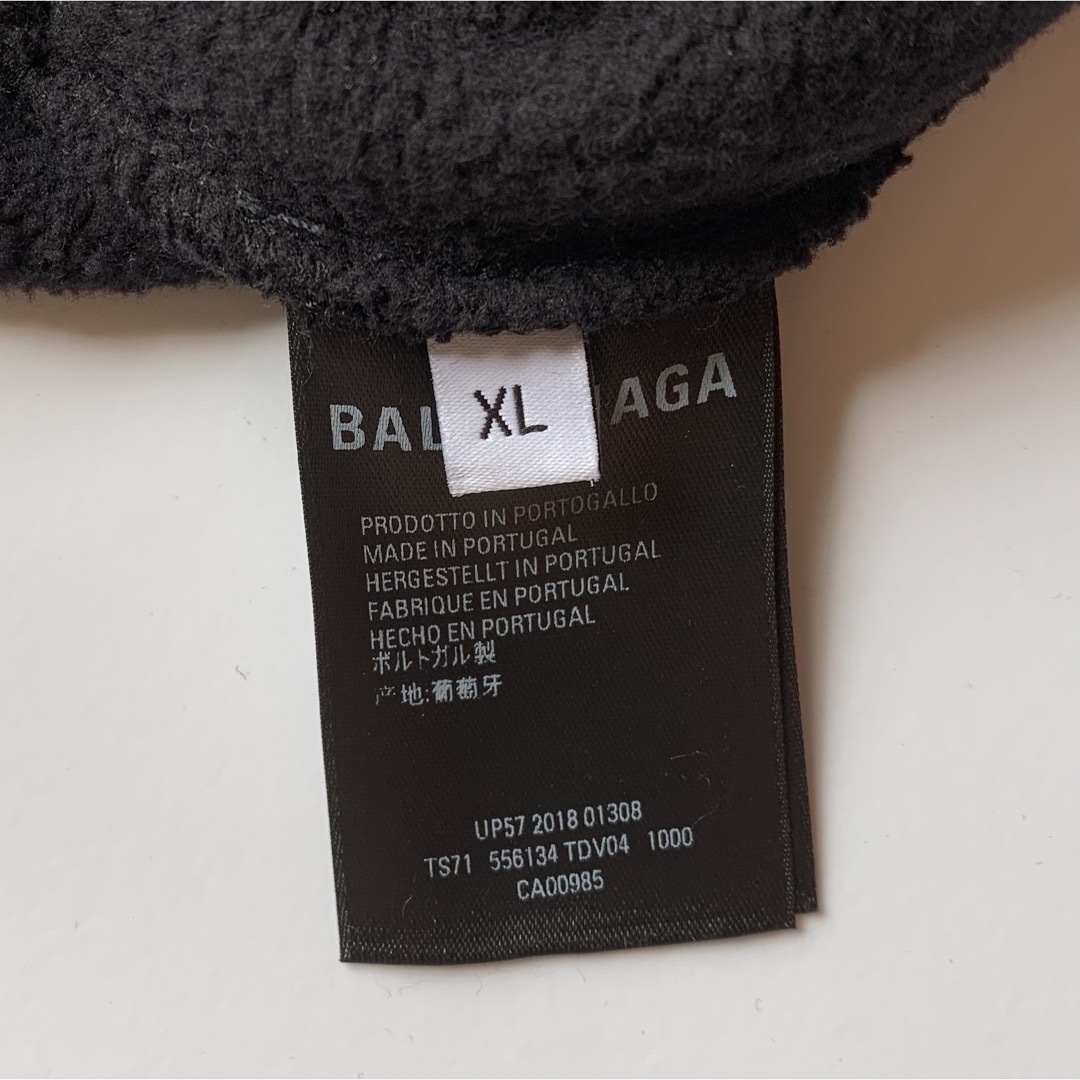 BAL AGA
XL
PRODOTTO IN PORTOGALLO
MADE IN PORTUGAL
HERGESTELLT IN PORTUGAL
FABRIQUE EN PORTUGAL
HECHO EN PORTUGAL
ポルトガル製
产地:葡萄牙
UP57 2018 01308
TS71 556134 TDV04 1000
CA00985